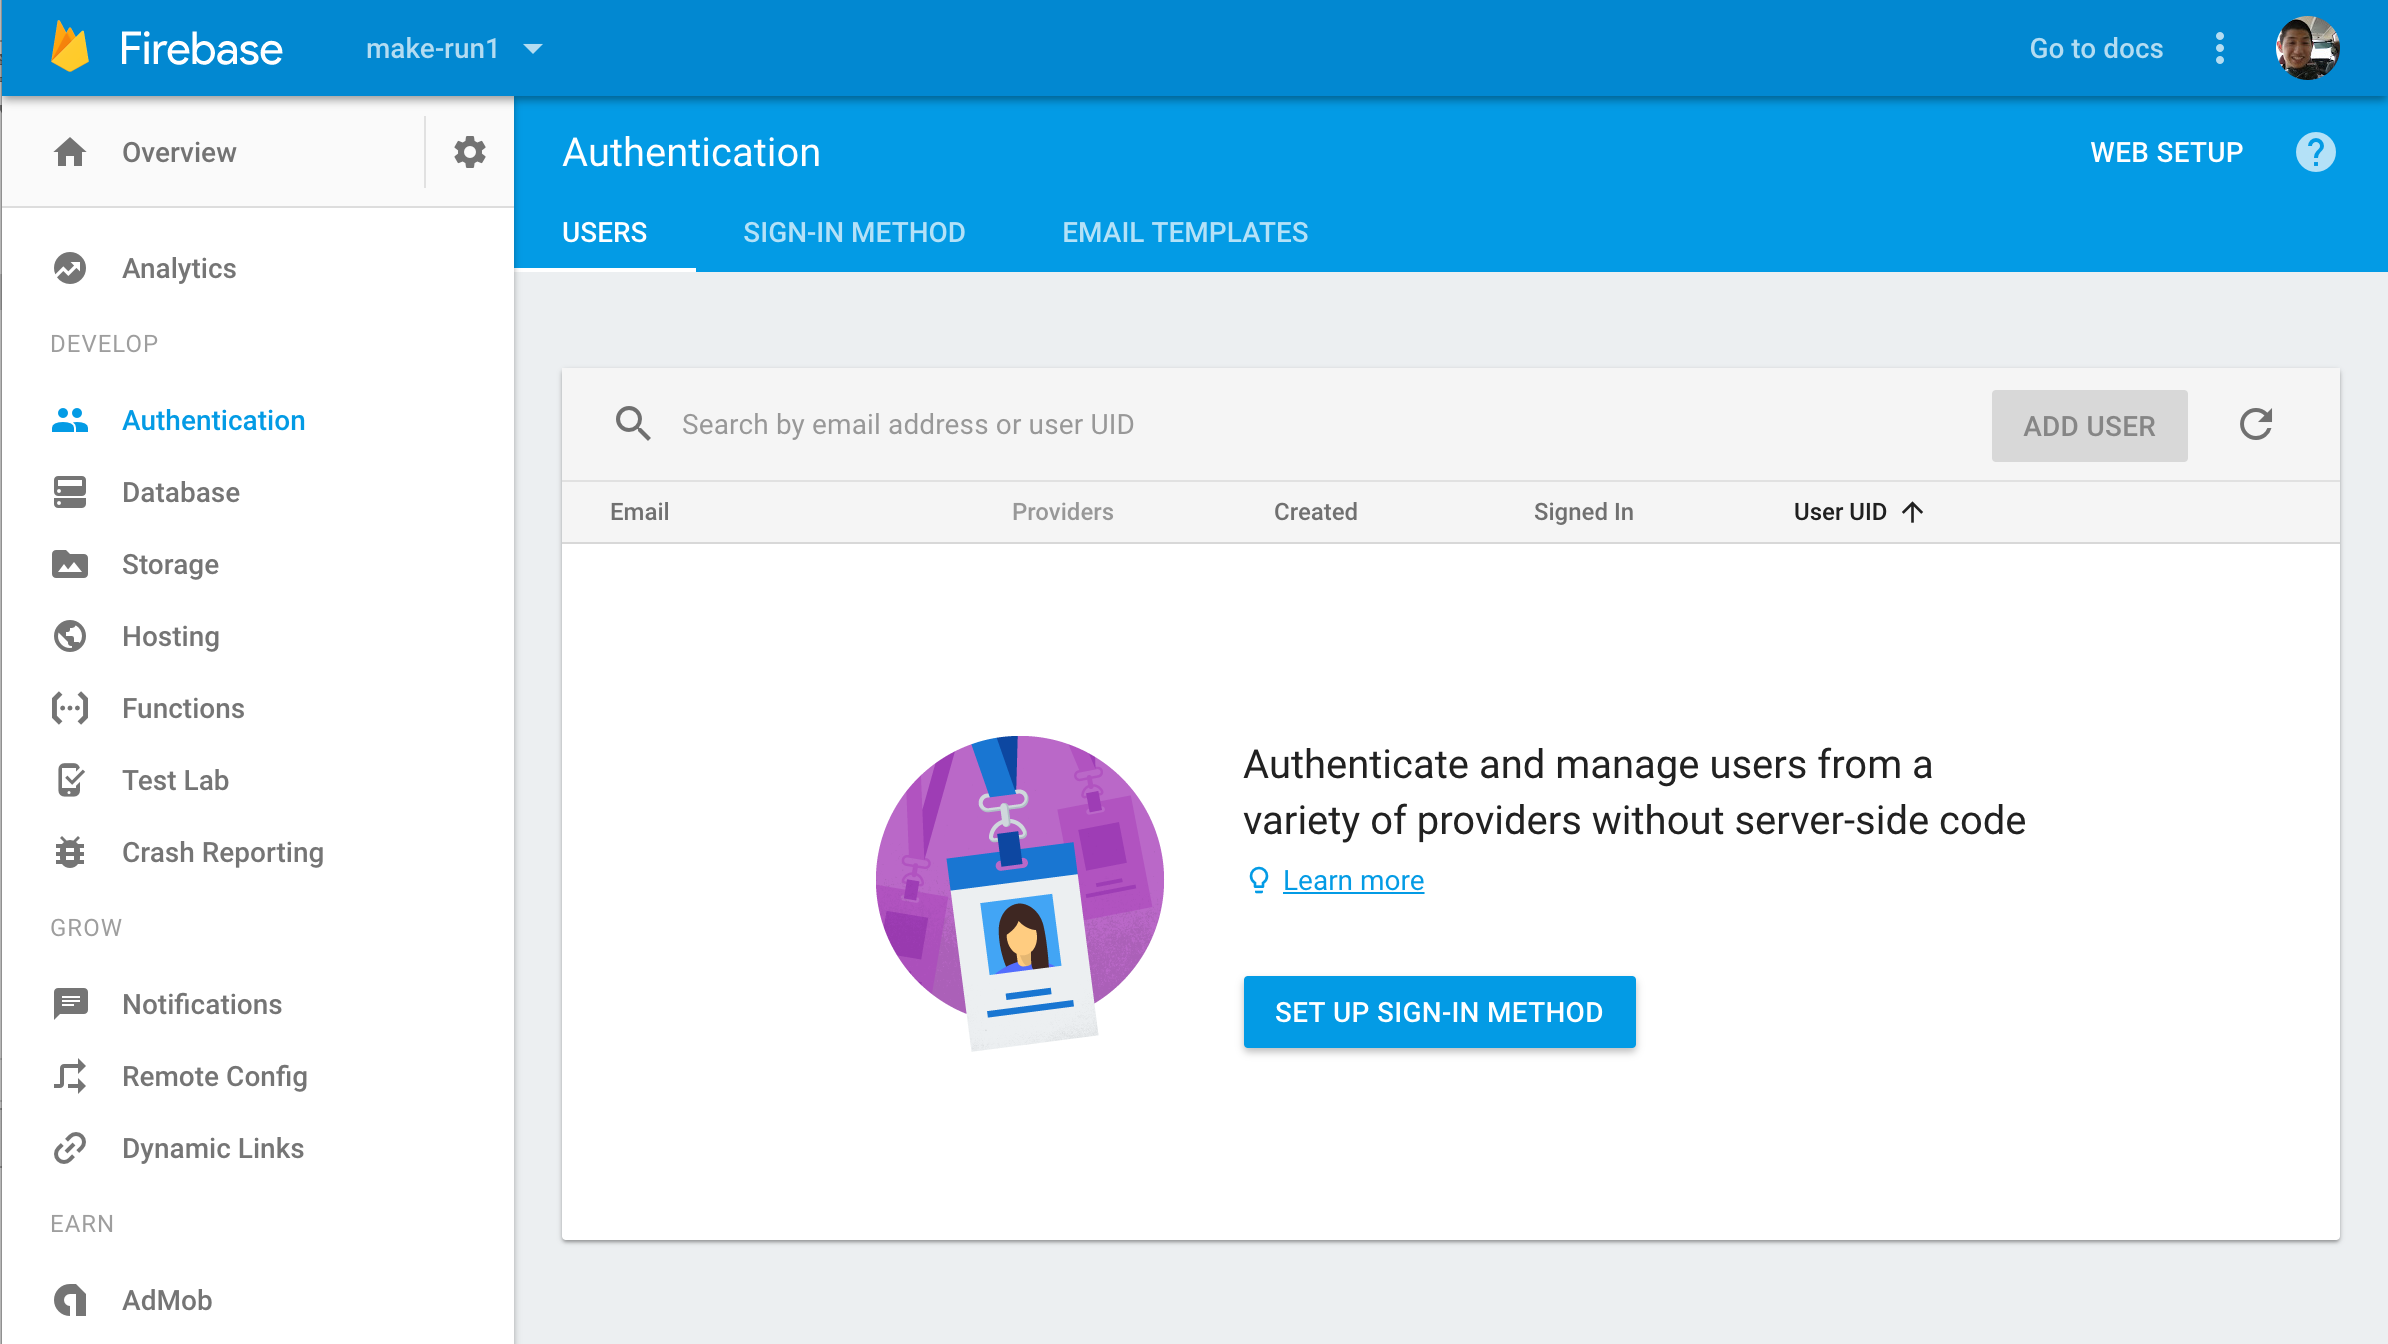 Firebase
make-run1
Go to docs
Overview
Analytics
DEVELOP
Authentication
Database
Storage
Hosting
Functions
Test Lab
Crash Reporting
GROW
Notifications
Remote Config
Dynamic Links
EARN
AdMob
Authentication
WEB SETUP
?
USERS SIGN-IN METHOD EMAIL TEMPLATES
Search by email address or user UID
ADD USER
Email Providers Created Signed In User UID
Authenticate and manage users from a
variety of providers without server-side code
Learn more
SET UP SIGN-IN METHOD